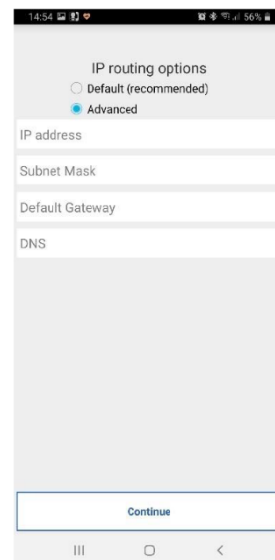 14:54 56%
IP routing options
Default (recommended)
Advanced
IP address
Subnet Mask
Default Gateway
DNS
Continue